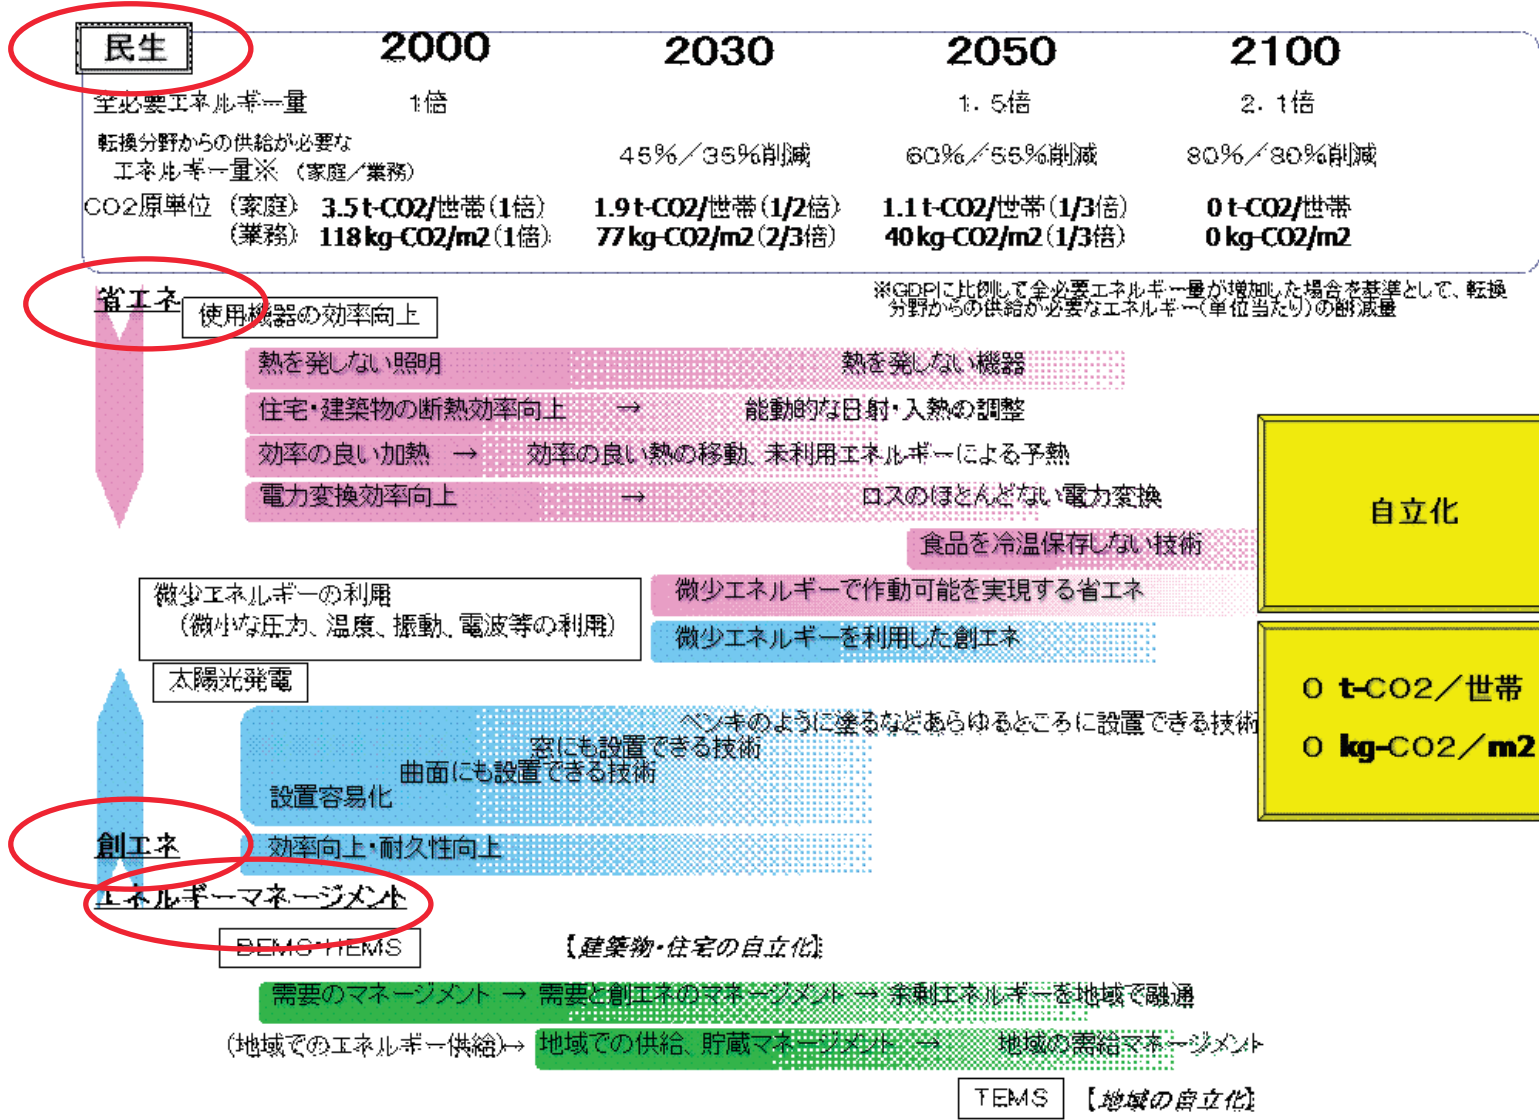 民生 2000 2030 2050 2100
全必要エネルギー量 1倍 1.5倍 2.1倍
転換分野からの供給が必要な
エネルギー量※ (家庭/業務) 45%/35%削減 60%/55%削減 80%/80%削減
CO2原単位 (家庭) 3.5t-CO2/世帯(1倍) 1.9t-CO2/世帯(1/2倍) 1.1t-CO2/世帯(1/3倍) 0t-CO2/世帯
(業務) 118kg-CO2/m2(1倍) 77kg-CO2/m2(2/3倍) 40kg-CO2/m2(1/3倍) 0kg-CO2/m2
※GDPに比例して全必要エネルギー量が増加した場合を基準として、転換
分野からの供給が必要なエネルギー(単位当たり)の削減量
省エネ
使用機器の効率向上
熱を発しない照明 熱を発しない機器
住宅・建築物の断熱効率向上 → 能動的な日射・入熱の調整
効率の良い加熱 → 効率の良い熱の移動、未利用エネルギーによる予熱
電力変換効率向上 → ロスのほとんどない電力変換
自立化
食品を冷温保存しない技術
微少エネルギーの利用
(微小な圧力、温度、振動、電波等の利用)
微少エネルギーで作動可能を実現する省エネ
微少エネルギーを利用した創エネ
太陽光発電
0 t-CO2/世帯
0 kg-CO2/m2
ペンキのように塗るなどあらゆるところに設置できる技術
窓にも設置できる技術
曲面にも設置できる技術
設置容易化
創エネ
効率向上・耐久性向上
エネルギーマネージメント
BEMS・HEMS 【建築物・住宅の自立化】
需要のマネージメント → 需要と創エネのマネージメント → 余剰エネルギーを地域で融通
(地域でのエネルギー供給)→ 地域での供給、貯蔵マネージメント → 地域の需給マネージメント
TEMS 【地域の自立化】